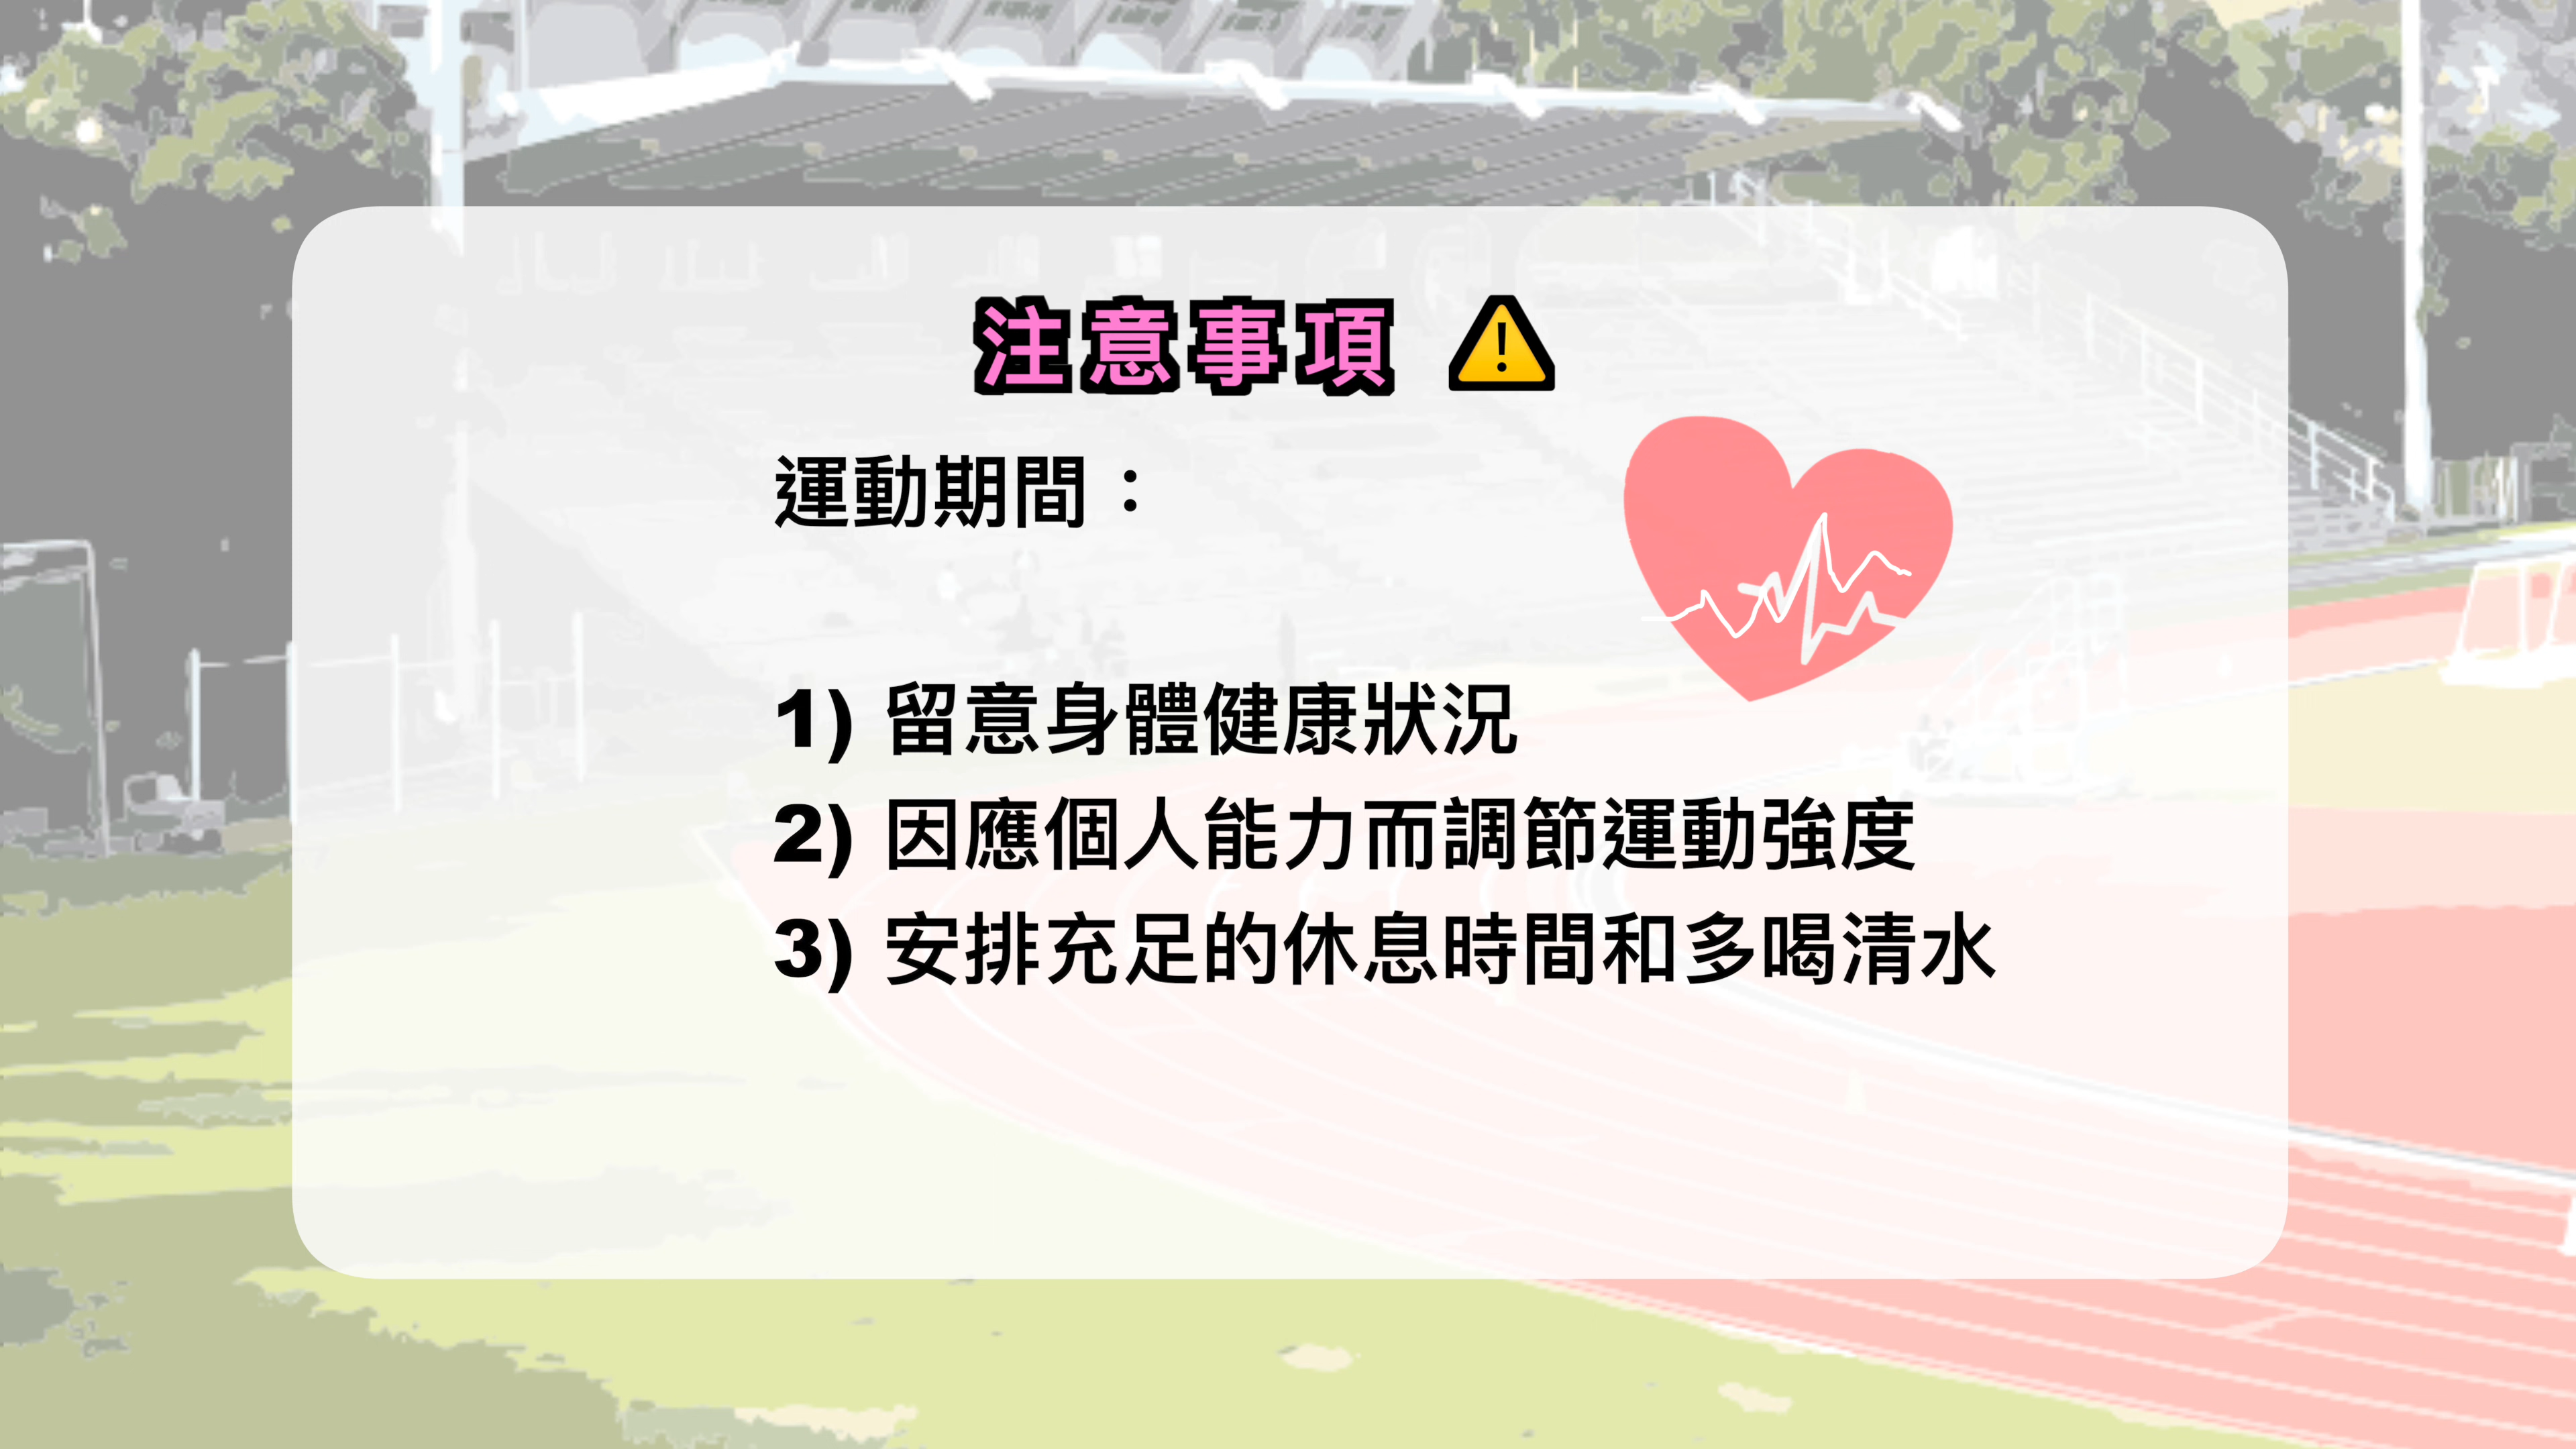 注意事項 ⚠️
運動期間：
1) 留意身體健康狀況
2) 因應個人能力而調節運動強度
3) 安排充足的休息時間和多喝清水